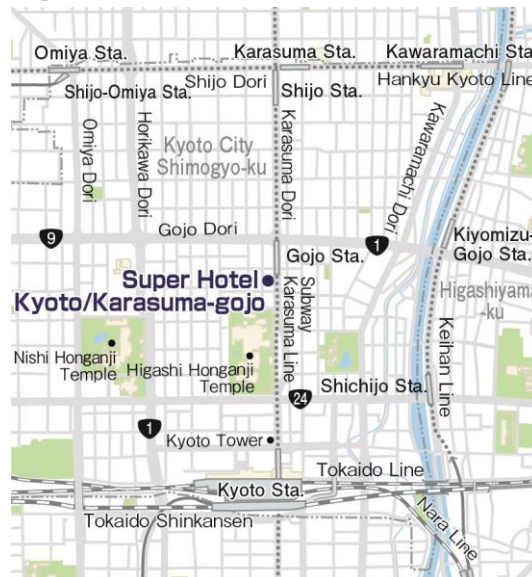 Omiya Sta.
Karasuma Sta.
Kawaramachi Sta.
Shijo Dori
Hankyu Kyoto Line
Shijo-Omiya Sta.
Shijo Sta.
Omiya Dori
Horikawa Dori
Kyoto City
Shimogyo-ku
Karasuma Dori
Kawaramachi Dori
Gojo Dori
9
1
Gojo Sta.
Kiyomizu-
Gojo Sta.
Super Hotel
Kyoto/Karasuma-gojo
Subway
Karasuma Line
Higashiyama
-ku
Keihan Line
Nishi Honganji
Temple
Higashi Honganji
Temple
Shichijo Sta.
24
1
Kyoto Tower
Tokaido Line
Kyoto Sta.
Tokaido Shinkansen
Nara Line